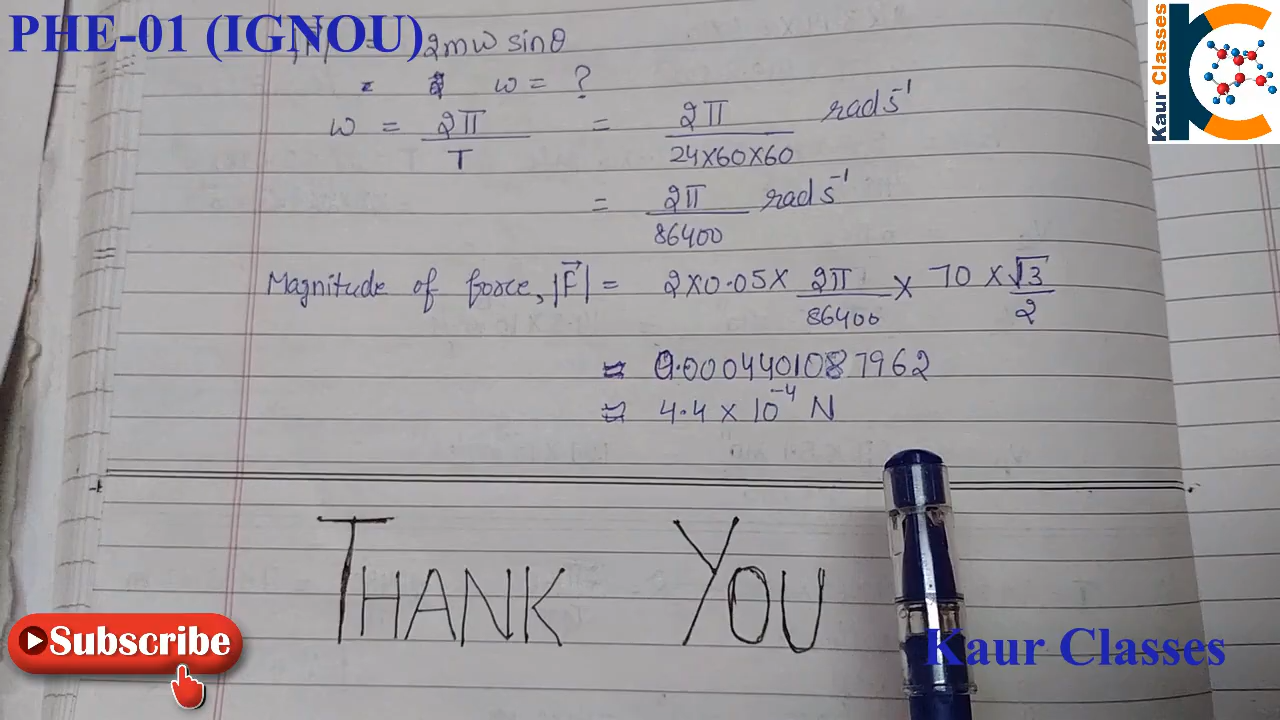 PHE-01 (IGNOU)
= 2mω sinθ
= ω = ?
ω = 2π/T = 2π/24×60×60 rad s⁻¹
= 2π/86400 rad s⁻¹
Magnitude of force, |F⃗| = 2×0.05× 2π/86400 × 70 × √3/2
≈ 0.0004401087962
≈ 4.4 × 10⁻⁴ N
THANK YOU
Subscribe
Kaur Classes
Kaur Classes